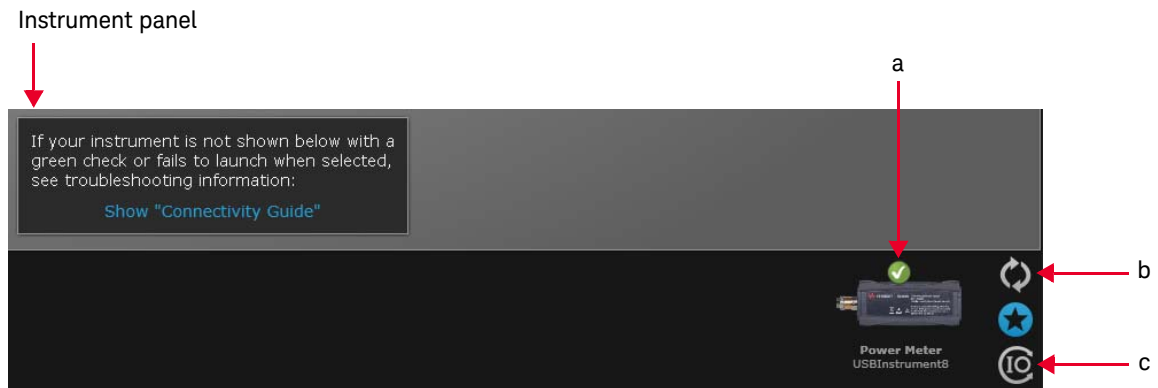 Instrument panel
a
If your instrument is not shown below with a
green check or fails to launch when selected,
see troubleshooting information:
Show "Connectivity Guide"
b
Power Meter
USBInstrument8
IO
c